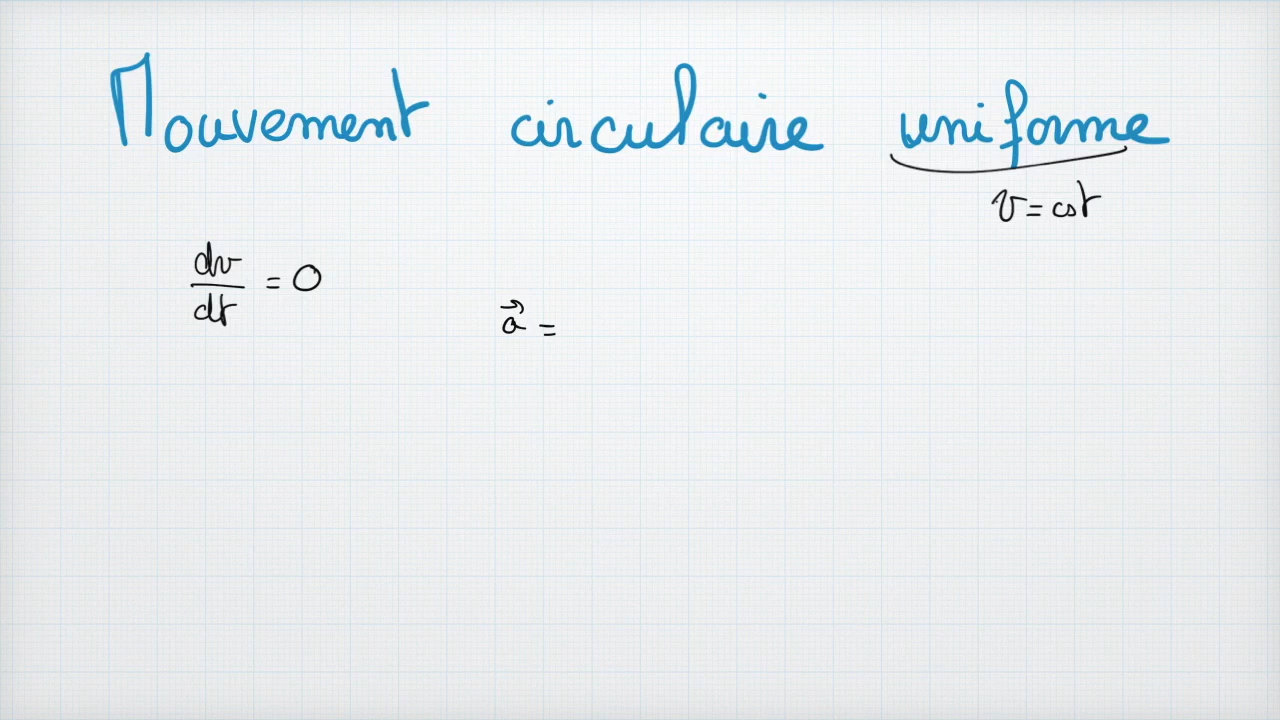 Mouvement circulaire uniforme
v = cst
dv/dt = 0
a⃗ =